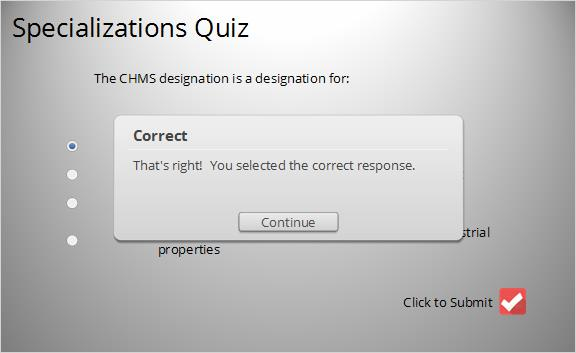 Specializations Quiz
The CHMS designation is a designation for:
Correct
That's right!  You selected the correct response.
Continue
properties
Click to Submit